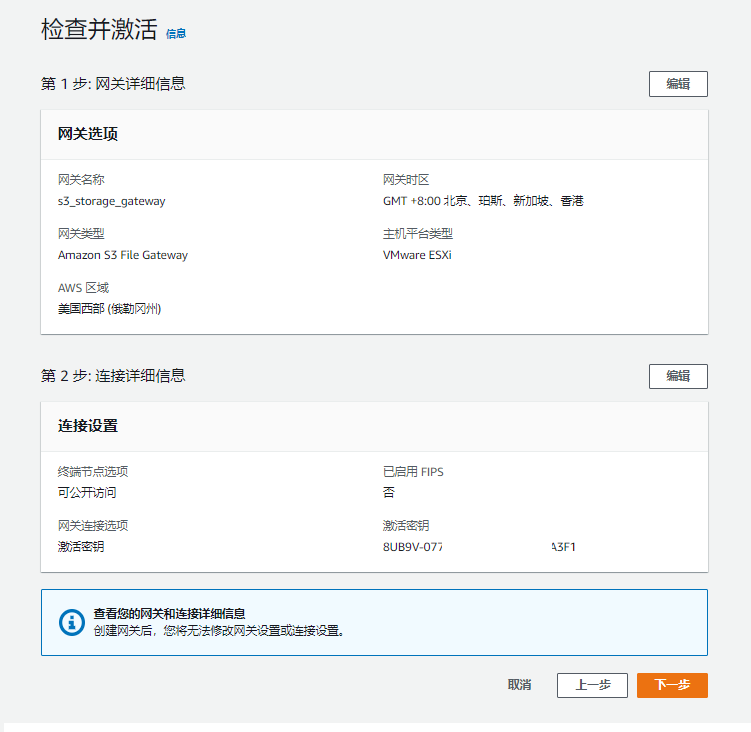 检查并激活 信息
第 1 步: 网关详细信息
编辑
网关选项
网关名称
s3_storage_gateway
网关时区
GMT +8:00 北京、珀斯、新加坡、香港
网关类型
Amazon S3 File Gateway
主机平台类型
VMware ESXi
AWS 区域
美国西部 (俄勒冈州)
第 2 步: 连接详细信息
编辑
连接设置
终端节点选项
可公开访问
已启用 FIPS
否
网关连接选项
激活密钥
激活密钥
8UB9V-077 A3F1
查看您的网关和连接详细信息
创建网关后，您将无法修改网关设置或连接设置。
取消
上一步
下一步